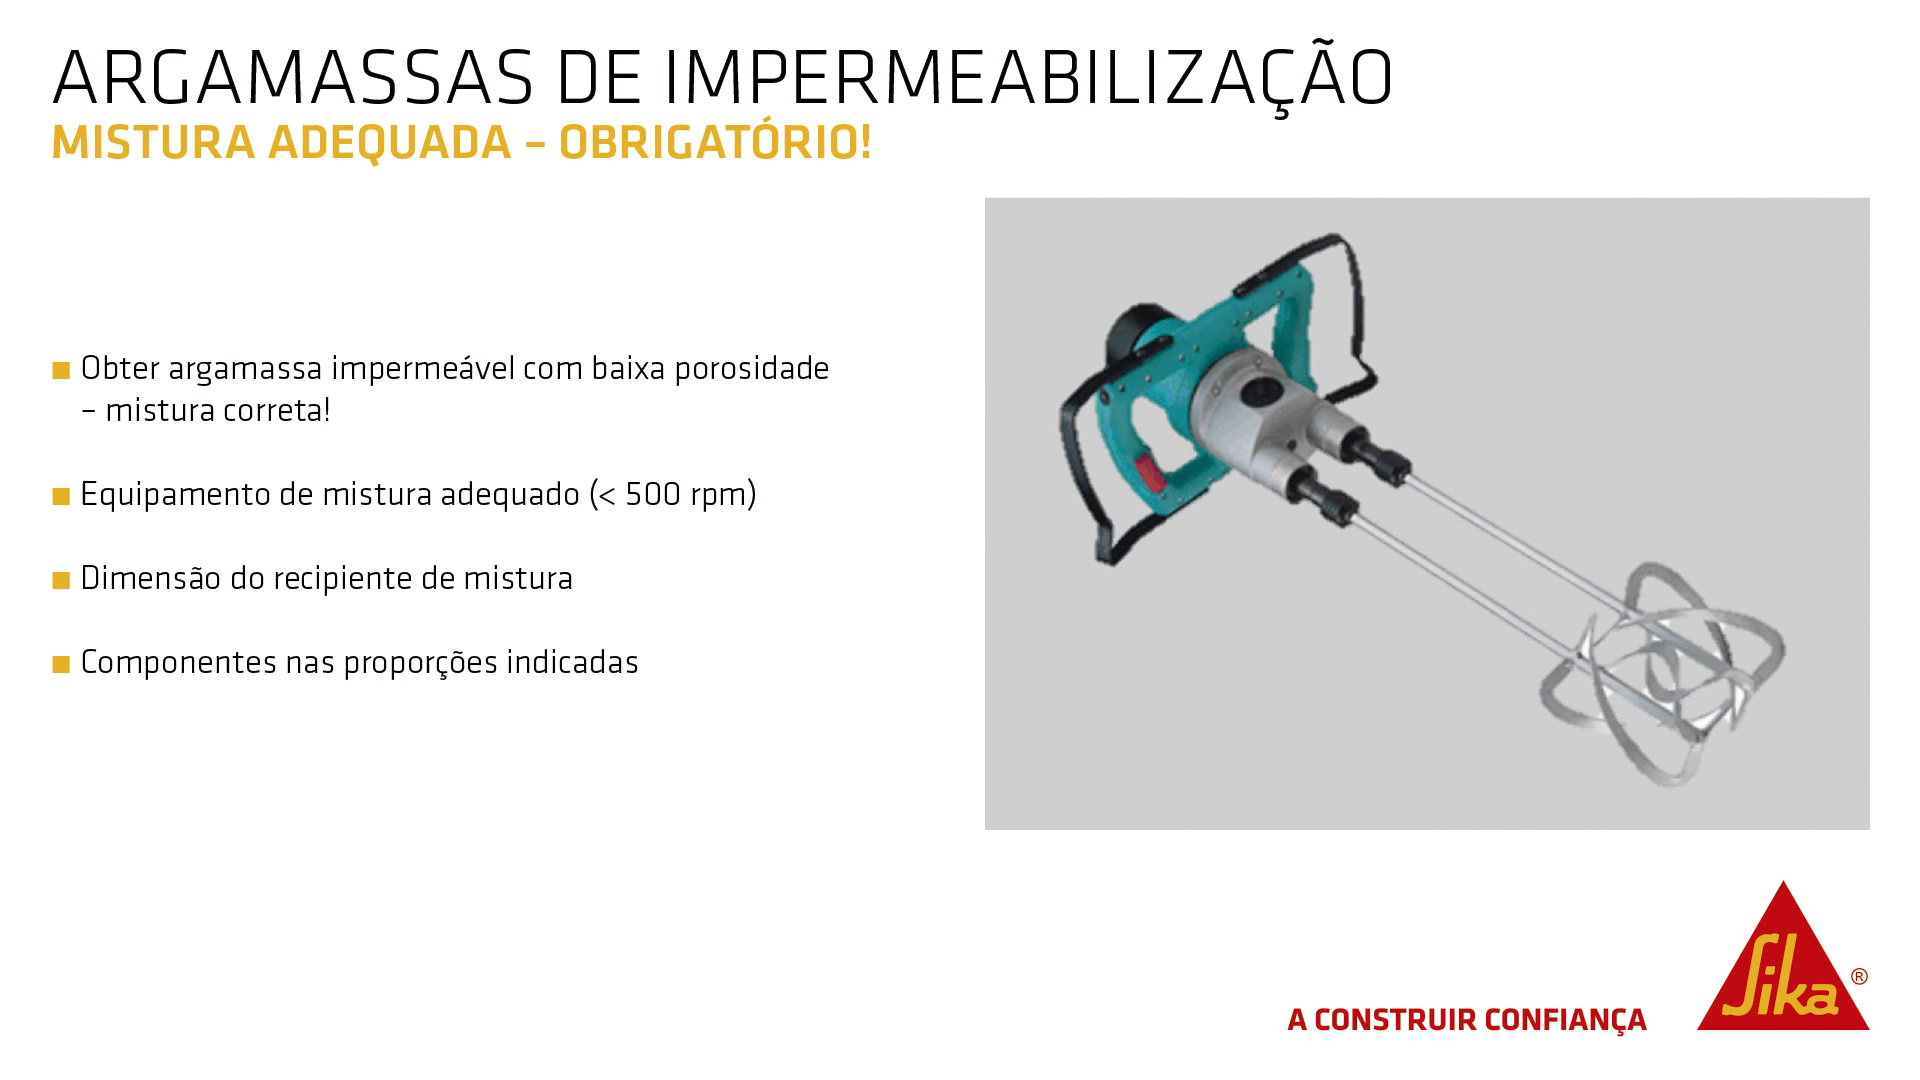 ARGAMASSAS DE IMPERMEABILIZAÇÃO
MISTURA ADEQUADA – OBRIGATÓRIO!
■ Obter argamassa impermeável com baixa porosidade
– mistura correta!
■ Equipamento de mistura adequado (< 500 rpm)
■ Dimensão do recipiente de mistura
■ Componentes nas proporções indicadas
A CONSTRUIR CONFIANÇA
Sika®